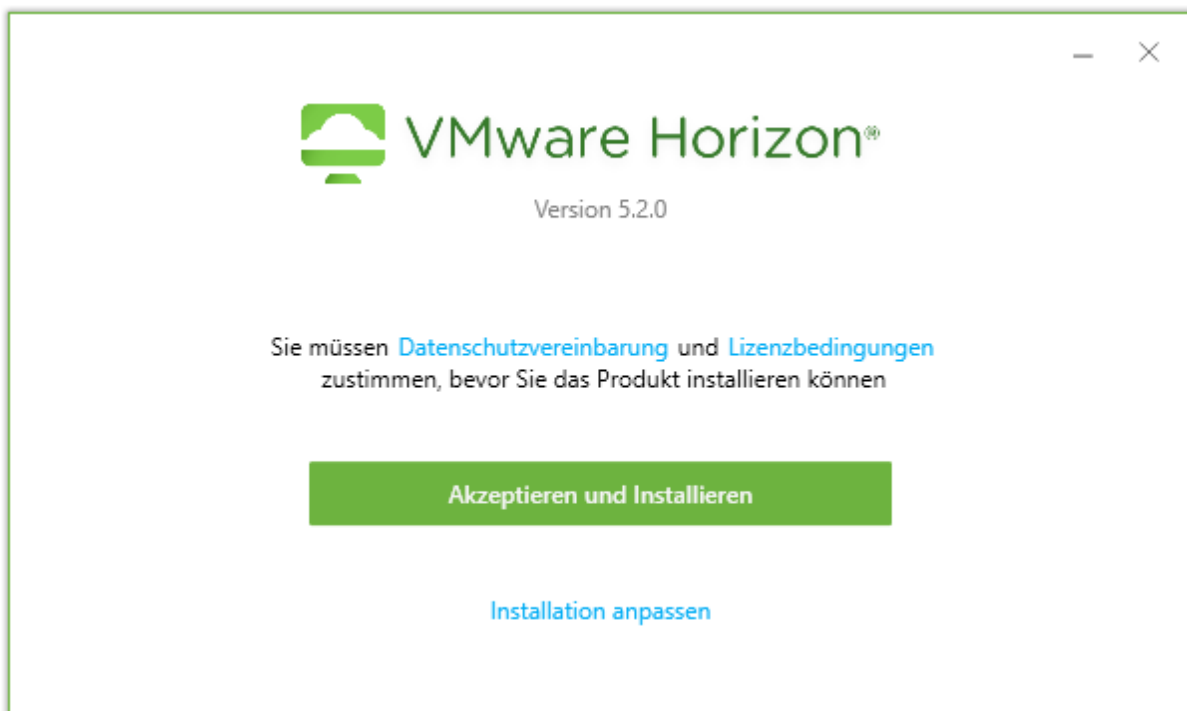 VMware Horizon®
Version 5.2.0
Sie müssen Datenschutzvereinbarung und Lizenzbedingungen
zustimmen, bevor Sie das Produkt installieren können
Akzeptieren und Installieren
Installation anpassen